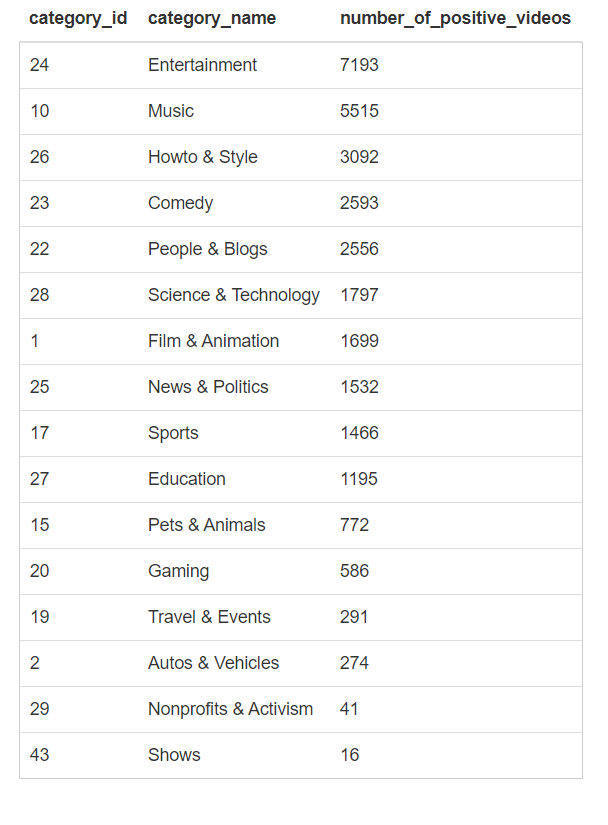 category_id category_name number_of_positive_videos
24 Entertainment 7193
10 Music 5515
26 Howto & Style 3092
23 Comedy 2593
22 People & Blogs 2556
28 Science & Technology 1797
1 Film & Animation 1699
25 News & Politics 1532
17 Sports 1466
27 Education 1195
15 Pets & Animals 772
20 Gaming 586
19 Travel & Events 291
2 Autos & Vehicles 274
29 Nonprofits & Activism 41
43 Shows 16